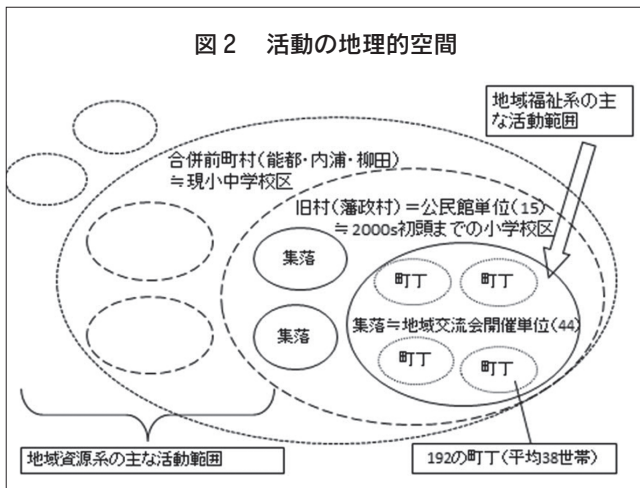 図2　活動の地理的空間
地域福祉系の主
な活動範囲
合併前町村(能都・内浦・柳田)
≒現小中学校区
旧村(藩政村)＝公民館単位(15)
≒2000s初頭までの小学校区
集落
町丁
町丁
集落≒地域交流会開催単位(44)
集落
町丁
町丁
地域資源系の主な活動範囲
192の町丁(平均38世帯)